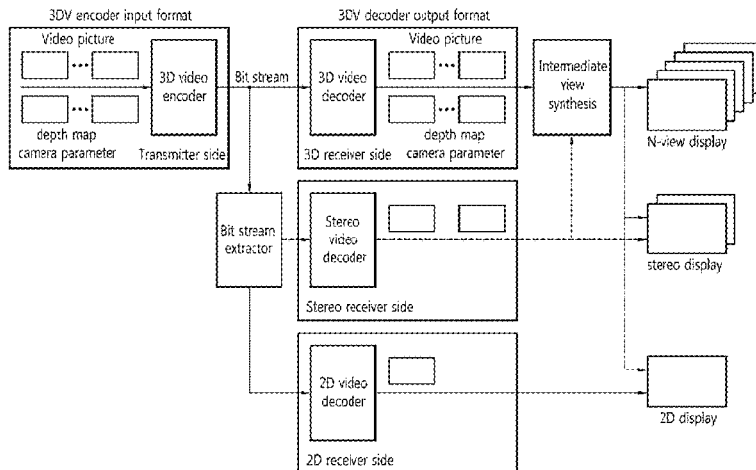 3DV encoder input format
3DV decoder output format
Video picture
3D video
encoder
depth map
camera parameter
Transmitter side
Bit stream
3D video
decoder
Video picture
depth map
camera parameter
3D receiver side
Intermediate
view
synthesis
N-view display
Bit stream
extractor
Stereo
video
decoder
Stereo receiver side
stereo display
2D video
decoder
2D receiver side
2D display